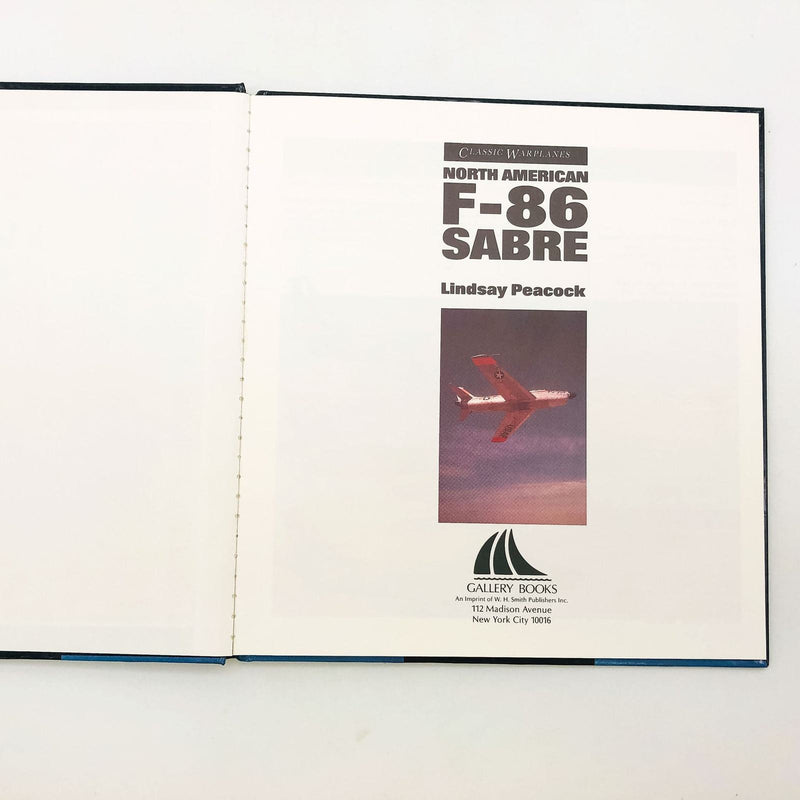 CLASSIC WARPLANES
NORTH AMERICAN
F-86
SABRE
Lindsay Peacock
GALLERY BOOKS
An Imprint of W. H. Smith Publishers Inc.
112 Madison Avenue
New York City 10016